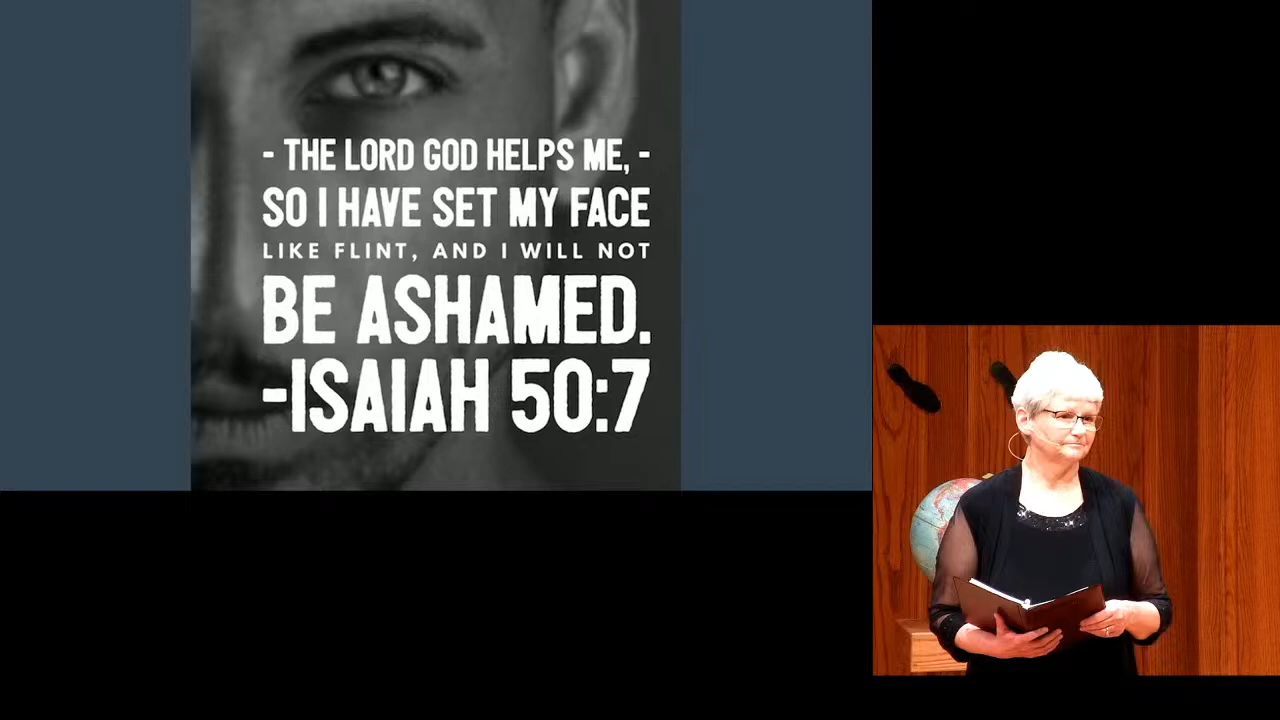 - THE LORD GOD HELPS ME, -
SO I HAVE SET MY FACE
LIKE FLINT, AND I WILL NOT
BE ASHAMED.
-ISAIAH 50:7